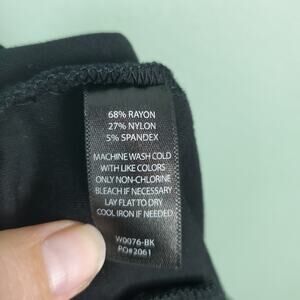 68% RAYON
27% NYLON
5% SPANDEX
MACHINE WASH COLD
WITH LIKE COLORS
ONLY NON-CHLORINE
BLEACH IF NECESSARY
LAY FLAT TO DRY
COOL IRON IF NEEDED
W0076-BK
PO#2061